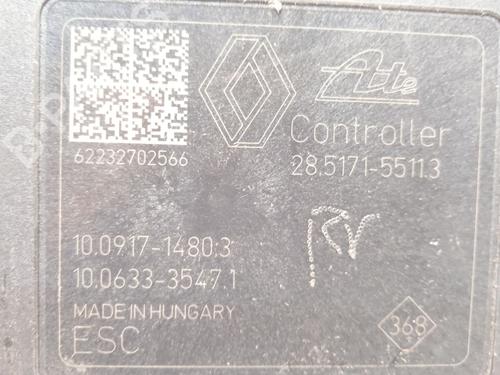 Ate
Controller
62232702566
28.5171-5511.3
10.0917-1480:3
10.0633-3547.1
MADE IN HUNGARY
ESC
368